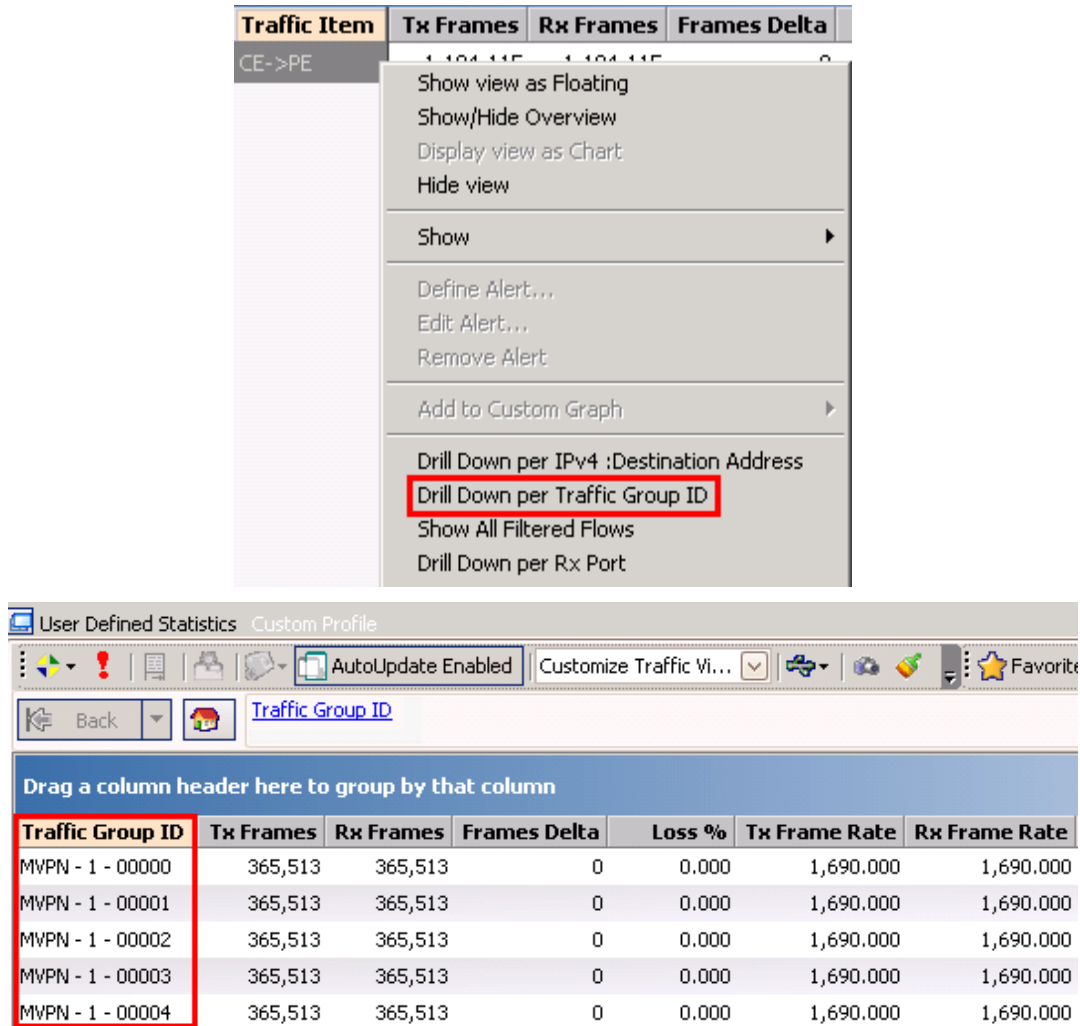 Traffic Item Tx Frames Rx Frames Frames Delta
CE->PE
Show view as Floating
Show/Hide Overview
Display view as Chart
Hide view
Show
Define Alert...
Edit Alert...
Remove Alert
Add to Custom Graph
Drill Down per IPv4 :Destination Address
Drill Down per Traffic Group ID
Show All Filtered Flows
Drill Down per Rx Port
User Defined Statistics Custom Profile
AutoUpdate Enabled Customize Traffic Vi... Favorite
Back Traffic Group ID
Drag a column header here to group by that column
Traffic Group ID Tx Frames Rx Frames Frames Delta Loss % Tx Frame Rate Rx Frame Rate
MVPN - 1 - 00000 365,513 365,513 0 0.000 1,690.000 1,690.000
MVPN - 1 - 00001 365,513 365,513 0 0.000 1,690.000 1,690.000
MVPN - 1 - 00002 365,513 365,513 0 0.000 1,690.000 1,690.000
MVPN - 1 - 00003 365,513 365,513 0 0.000 1,690.000 1,690.000
MVPN - 1 - 00004 365,513 365,513 0 0.000 1,690.000 1,690.000